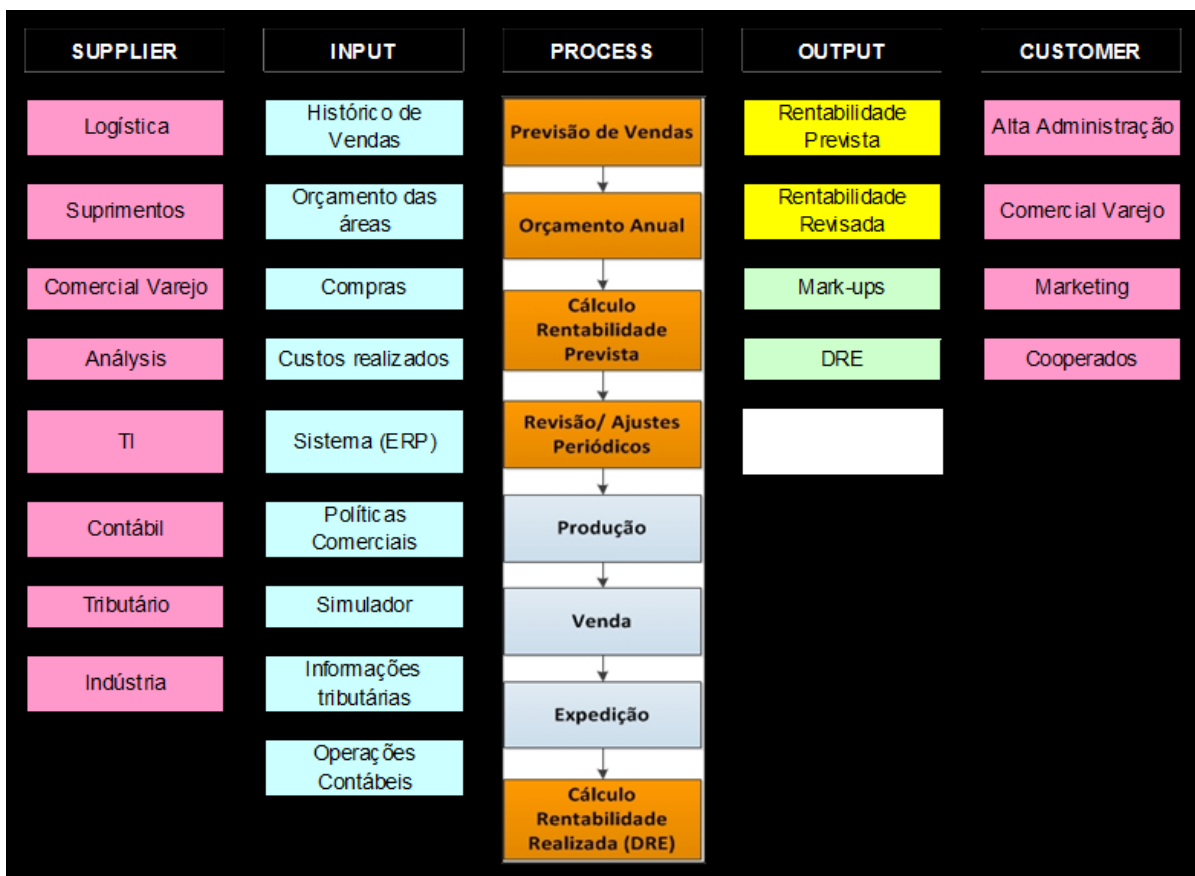 SUPPLIER
INPUT
PROCESS
OUTPUT
CUSTOMER
Logística
Suprimentos
Comercial Varejo
Análysis
TI
Contábil
Tributário
Indústria
Histórico de
Vendas
Orçamento das
áreas
Compras
Custos realizados
Sistema (ERP)
Políticas
Comerciais
Simulador
Informações
tributárias
Operações
Contábeis
Previsão de Vendas
Orçamento Anual
Cálculo
Rentabilidade
Prevista
Revisão/ Ajustes
Periódicos
Produção
Venda
Expedição
Cálculo
Rentabilidade
Realizada (DRE)
Rentabilidade
Prevista
Rentabilidade
Revisada
Mark-ups
DRE
Alta Administração
Comercial Varejo
Marketing
Cooperados